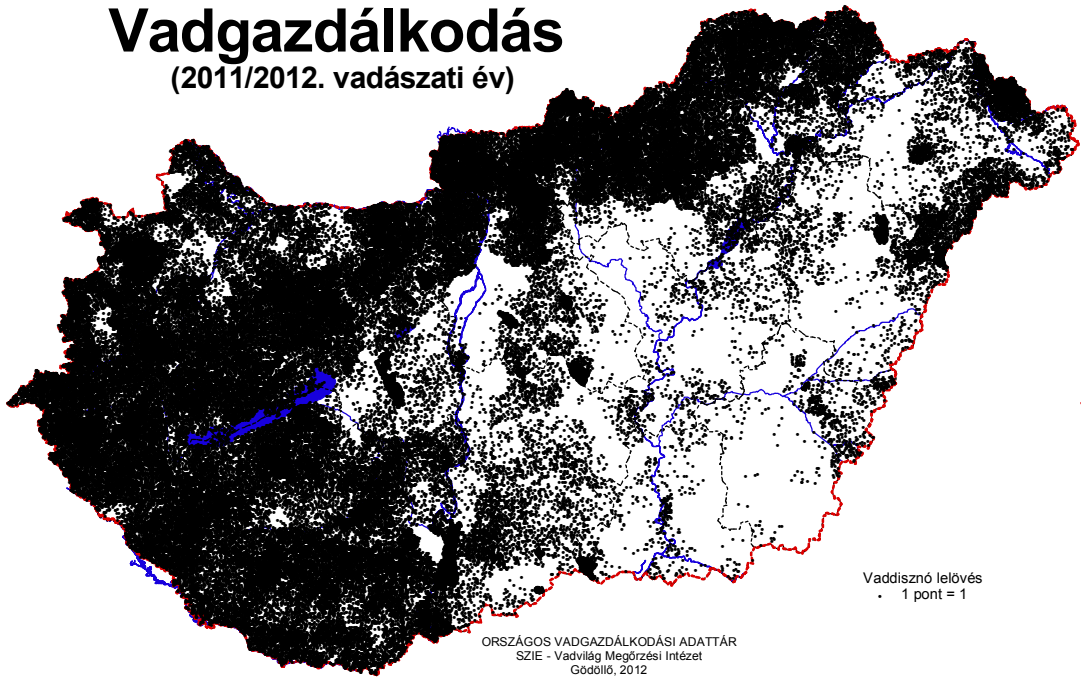 Vadgazdálkodás
(2011/2012. vadászati év)
Vaddisznó lelövés
1 pont = 1
ORSZÁGOS VADGAZDÁLKODÁSI ADATTÁR
SZIE - Vadvilág Megőrzési Intézet
Gödöllő, 2012